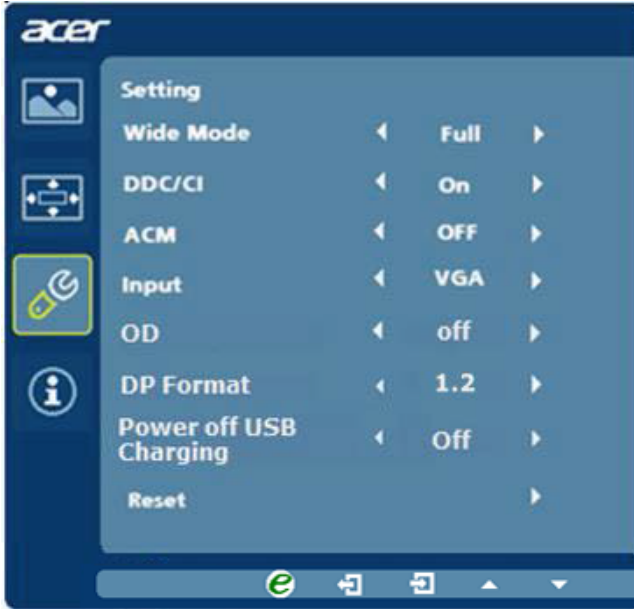 acer
Setting
Wide Mode Full
DDC/CI On
ACM OFF
Input VGA
OD off
DP Format 1.2
Power off USB
Charging Off
Reset
e